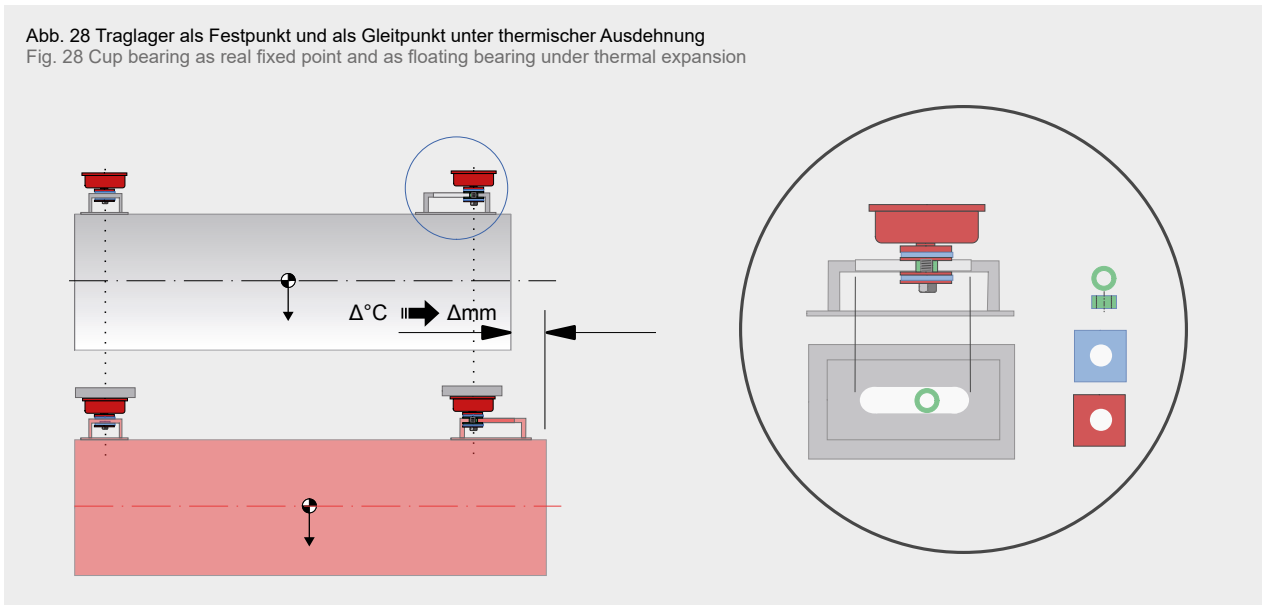 Abb. 28 Traglager als Festpunkt und als Gleitpunkt unter thermischer Ausdehnung
Fig. 28 Cup bearing as real fixed point and as floating bearing under thermal expansion
Δ°C Δmm